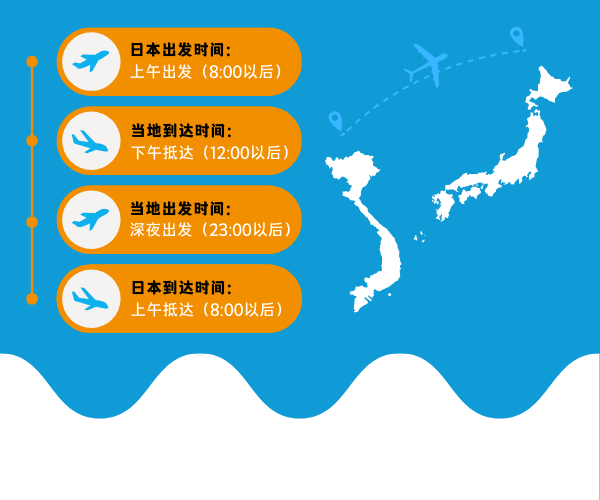 日本出发时间：
上午出发（8:00以后）
当地到达时间：
下午抵达（12:00以后）
当地出发时间：
深夜出发（23:00以后）
日本到达时间：
上午抵达（8:00以后）